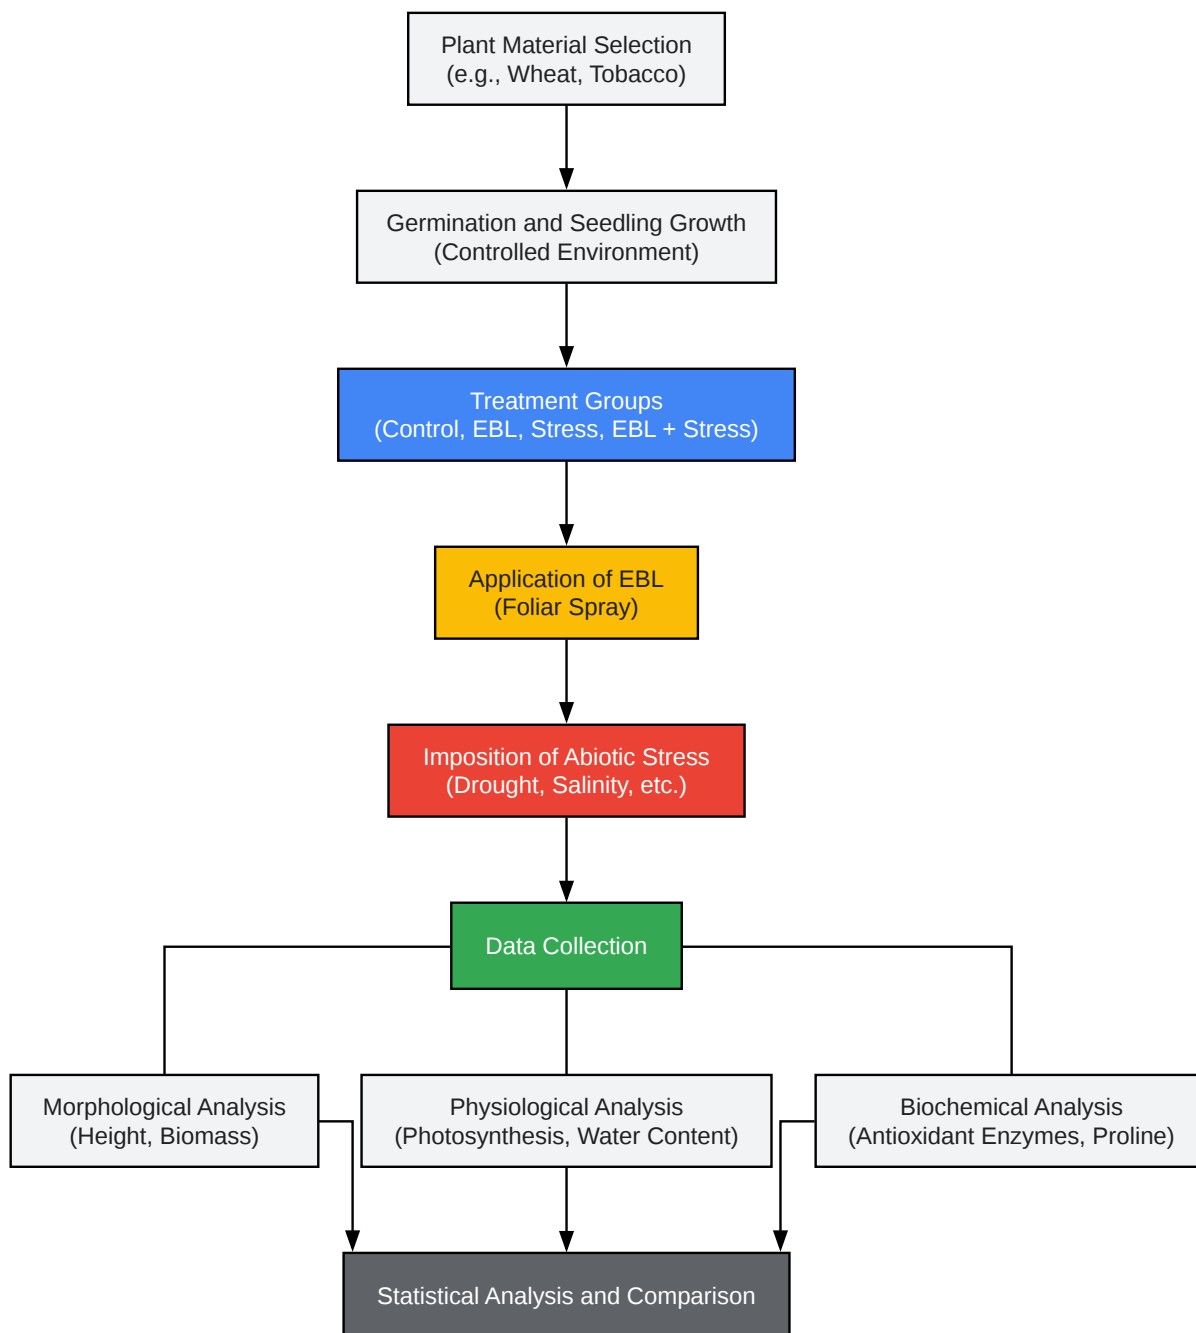 Plant Material Selection
(e.g., Wheat, Tobacco)
Germination and Seedling Growth
(Controlled Environment)
Treatment Groups
(Control, EBL, Stress, EBL + Stress)
Application of EBL
(Foliar Spray)
Imposition of Abiotic Stress
(Drought, Salinity, etc.)
Data Collection
Morphological Analysis
(Height, Biomass)
Physiological Analysis
(Photosynthesis, Water Content)
Biochemical Analysis
(Antioxidant Enzymes, Proline)
Statistical Analysis and Comparison